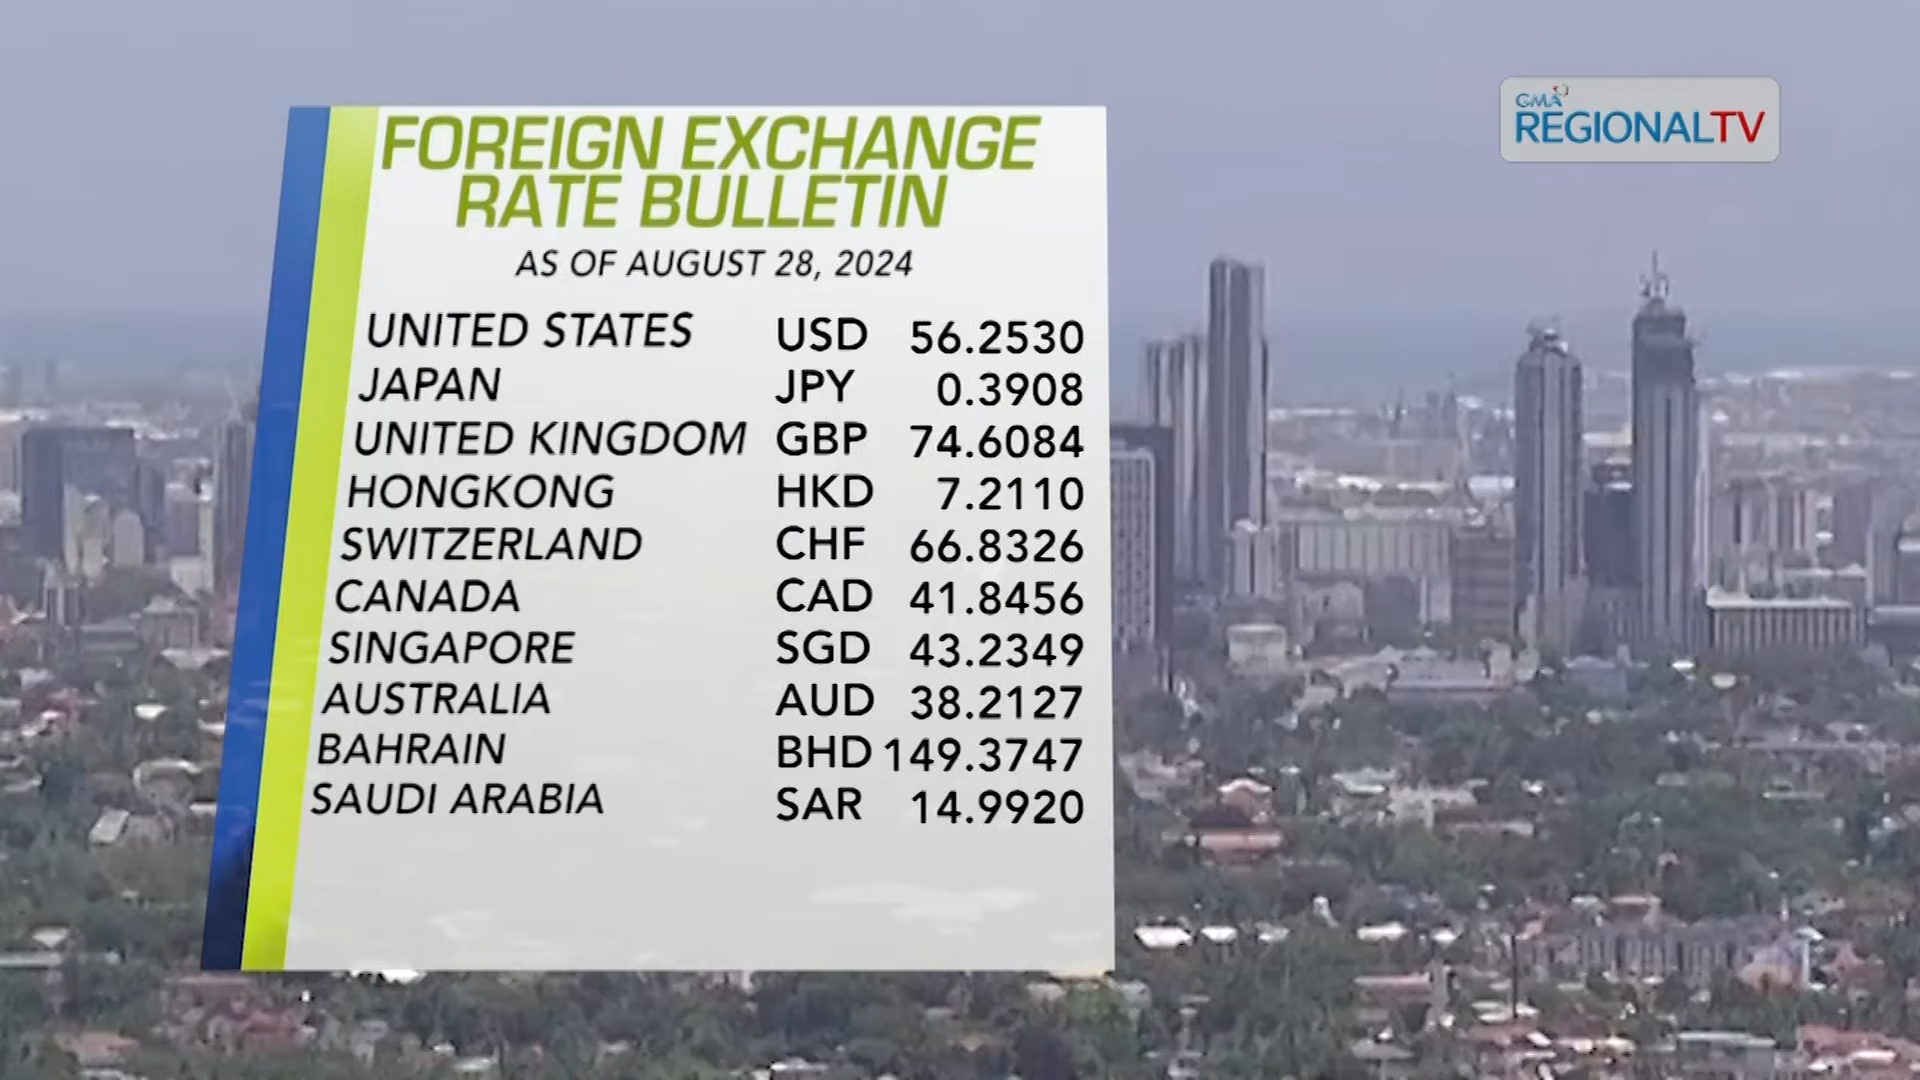 FOREIGN EXCHANGE
RATE BULLETIN
AS OF AUGUST 28, 2024
UNITED STATES USD 56.2530
JAPAN JPY 0.3908
UNITED KINGDOM GBP 74.6084
HONGKONG HKD 7.2110
SWITZERLAND CHF 66.8326
CANADA CAD 41.8456
SINGAPORE SGD 43.2349
AUSTRALIA AUD 38.2127
BAHRAIN BHD 149.3747
SAUDI ARABIA SAR 14.9920
GMA
REGIONALTV